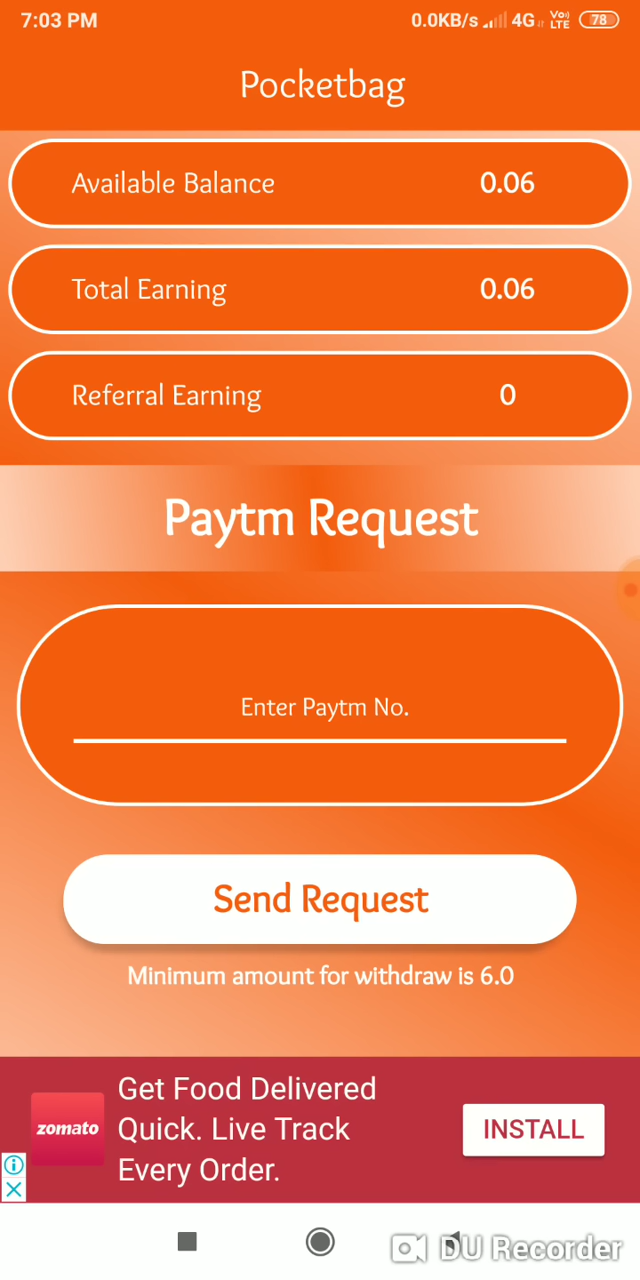 7:03 PM 0.0KB/s 4G Vo)) LTE 78
Pocketbag
Available Balance 0.06
Total Earning 0.06
Referral Earning 0
Paytm Request
Enter Paytm No.
Send Request
Minimum amount for withdraw is 6.0
zomato
Get Food Delivered
Quick. Live Track
Every Order.
INSTALL
DU Recorder